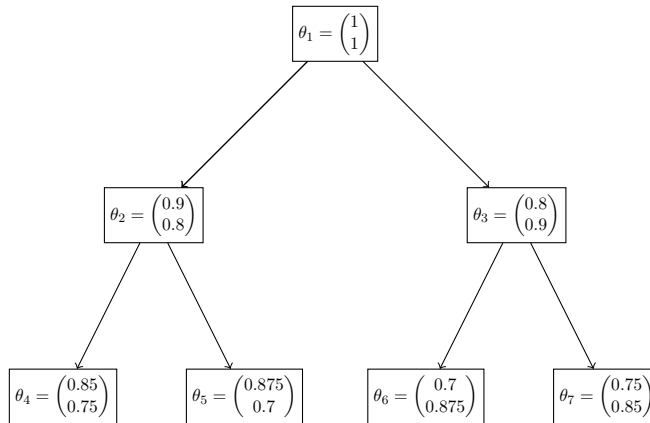 θ₁ = (1
1)
θ₂ = (0.9
0.8)
θ₃ = (0.8
0.9)
θ₄ = (0.85
0.75)
θ₅ = (0.875
0.7)
θ₆ = (0.7
0.875)
θ₇ = (0.75
0.85)